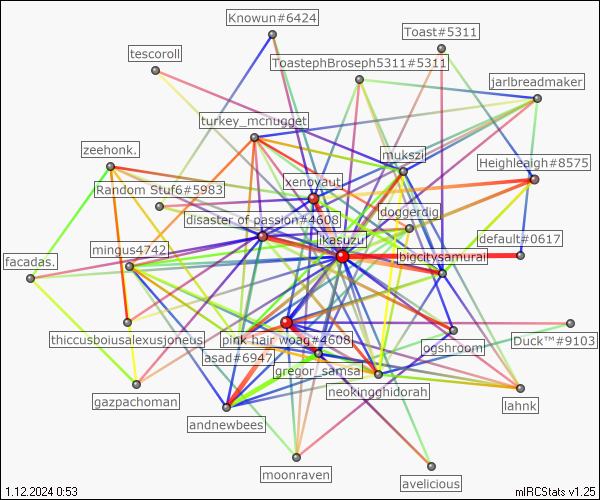 Knowun#6424
Toast#5311
tescoroll
ToastephBroseph5311#5311
jarlbreadmaker
turkey_mcnugget
zeehonk.
mukszi
Heighleaigh#8575
xenoyaut
Random Stuf6#5983
doggerdig
disaster of passion#4608
ikasuzu
default#0617
mingus4742
bigcitysamurai
facadas.
thiccusboiusalexusjoneus
pink hair woag#4608
ogshroom
Duck™#9103
asad#6947
gregor_samsa
neokingghidorah
gazpachoman
lahnk
andnewbees
moonraven
avelicious
1.12.2024 0:53
mIRCStats v1.25